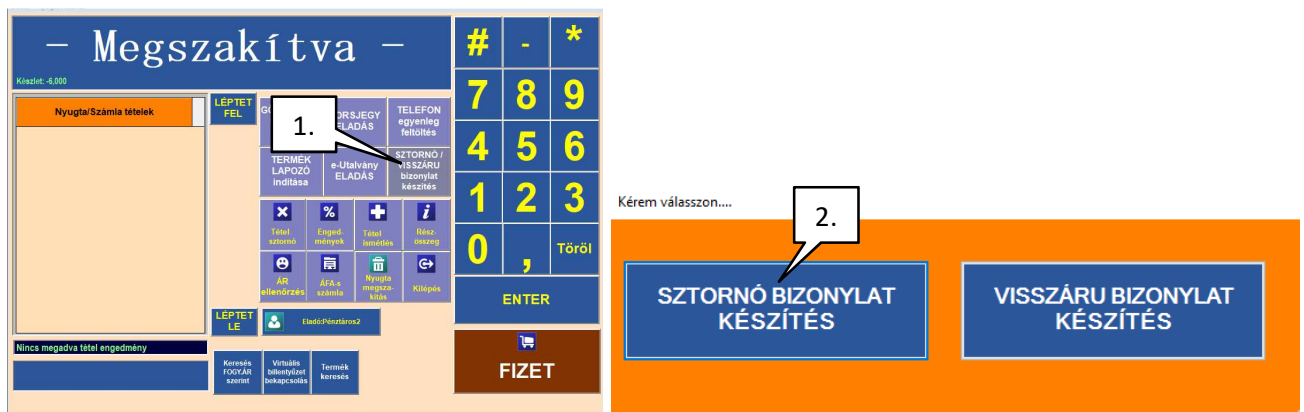 - Megszakítva -
Készlet: -6,000
Nyugta/Számla tételek
LÉPTET
FEL
1.
ELADÁS
TELEFON
egyenleg
feltöltés
TERMÉK
LAPOZÓ
indítása
e-Utalvány
ELADÁS
SZTORNÓ /
VISSZÁRU
bizonylat
készítés
Tétel
sztornó
%
Enged-
mények
Tétel
ismétlés
i
Rész-
összeg
ÁR
ellenőrzés
ÁFA-s
számla
Nyugta
megsza-
kítás
Kilépés
LÉPTET
LE
Eladó:Pénztáros2
Nincs megadva tétel engedmény
Keresés
FOGY.ÁR
szerint
Virtuális
billentyűzet
bekapcsolás
Termék
keresés
# - *
7 8 9
4 5 6
1 2 3
0 , Töröl
ENTER
FIZET
Kérem válasszon....
2.
SZTORNÓ BIZONYLAT
KÉSZÍTÉS
VISSZÁRU BIZONYLAT
KÉSZÍTÉS